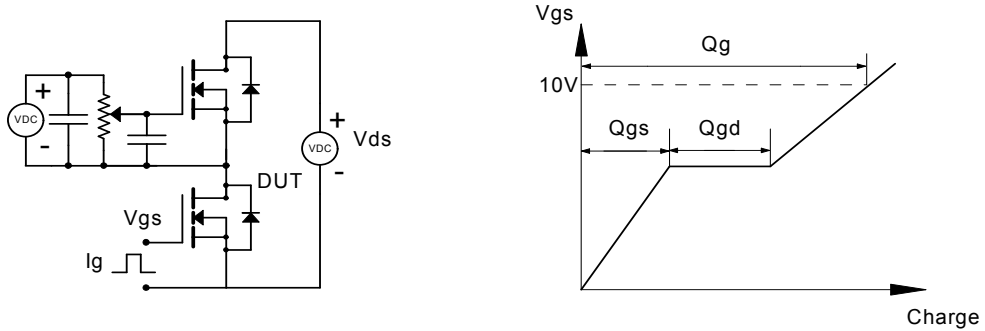 +
VDC
-
+
VDC
-
Vds
DUT
Vgs
Ig
Vgs
Qg
10V
Qgs
Qgd
Charge